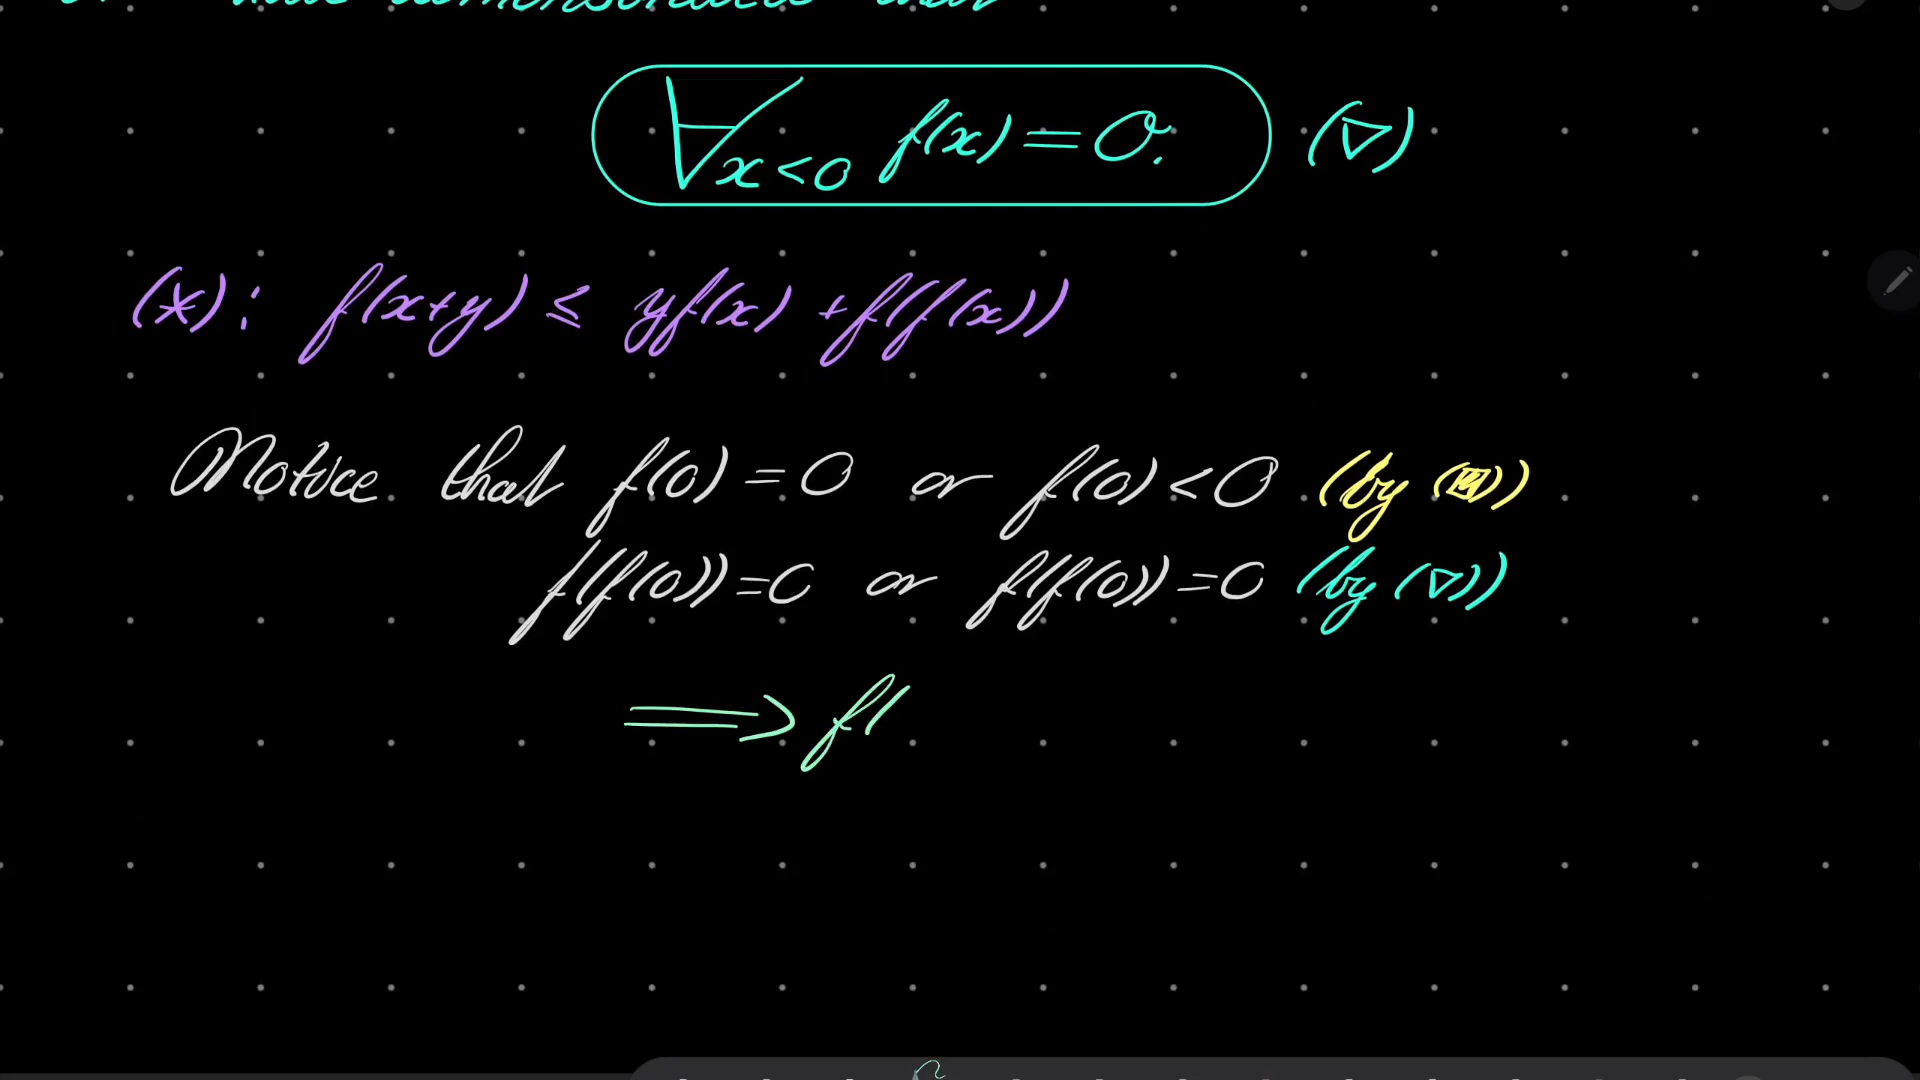 ∀x<0 f(x) = 0. (▽)
(*): f(x+y) ≤ yf(x) + f(f(x))
Notice that f(0) = 0 or f(0) < 0 (by (▣))
f(f(0)) = 0 or f(f(0)) = 0 (by (▽))
⟹ f(